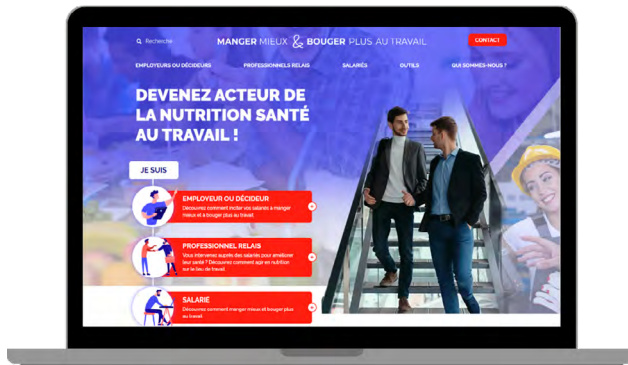 Recherche
MANGER MIEUX & BOUGER PLUS AU TRAVAIL
CONTACT
EMPLOYEURS OU DÉCIDEURS
PROFESSIONNELS RELAIS
SALARIÉS
OUTILS
QUI SOMMES-NOUS ?
DEVENEZ ACTEUR DE
LA NUTRITION SANTÉ
AU TRAVAIL !
JE SUIS
EMPLOYEUR OU DÉCIDEUR
Découvrez comment inciter vos salariés à manger
mieux et à bouger plus au travail
PROFESSIONNEL RELAIS
Vous intervenez auprès des salariés pour améliorer
leur santé ? Découvrez comment agir en nutrition
sur le lieu de travail
SALARIÉ
Découvrez comment manger mieux et bouger plus
au travail